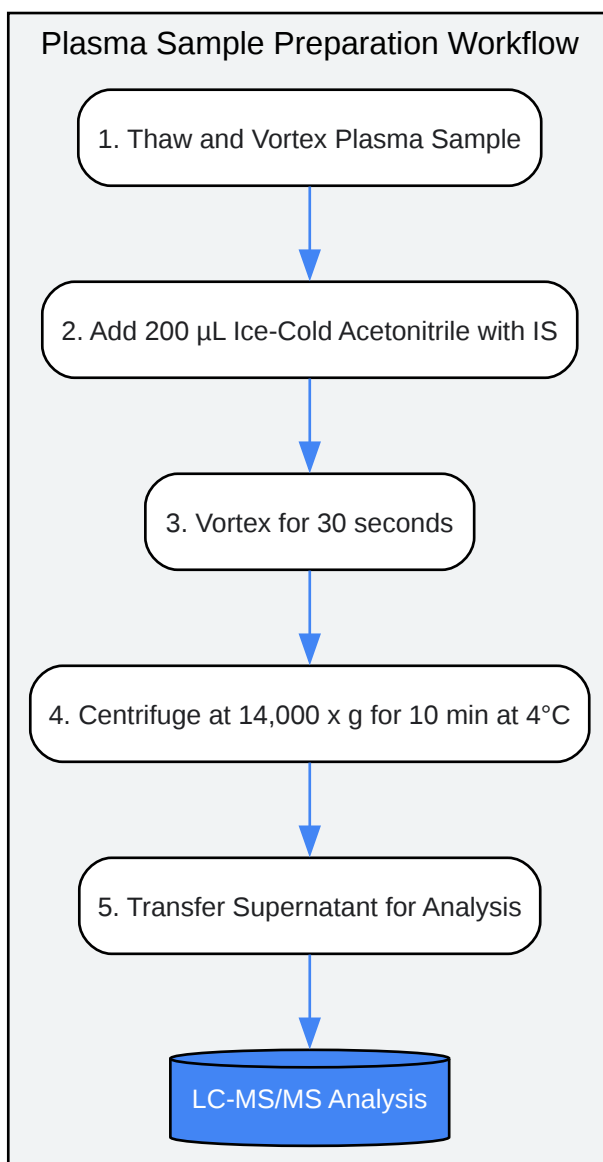 Plasma Sample Preparation Workflow
1. Thaw and Vortex Plasma Sample
2. Add 200 µL Ice-Cold Acetonitrile with IS
3. Vortex for 30 seconds
4. Centrifuge at 14,000 x g for 10 min at 4°C
5. Transfer Supernatant for Analysis
LC-MS/MS Analysis